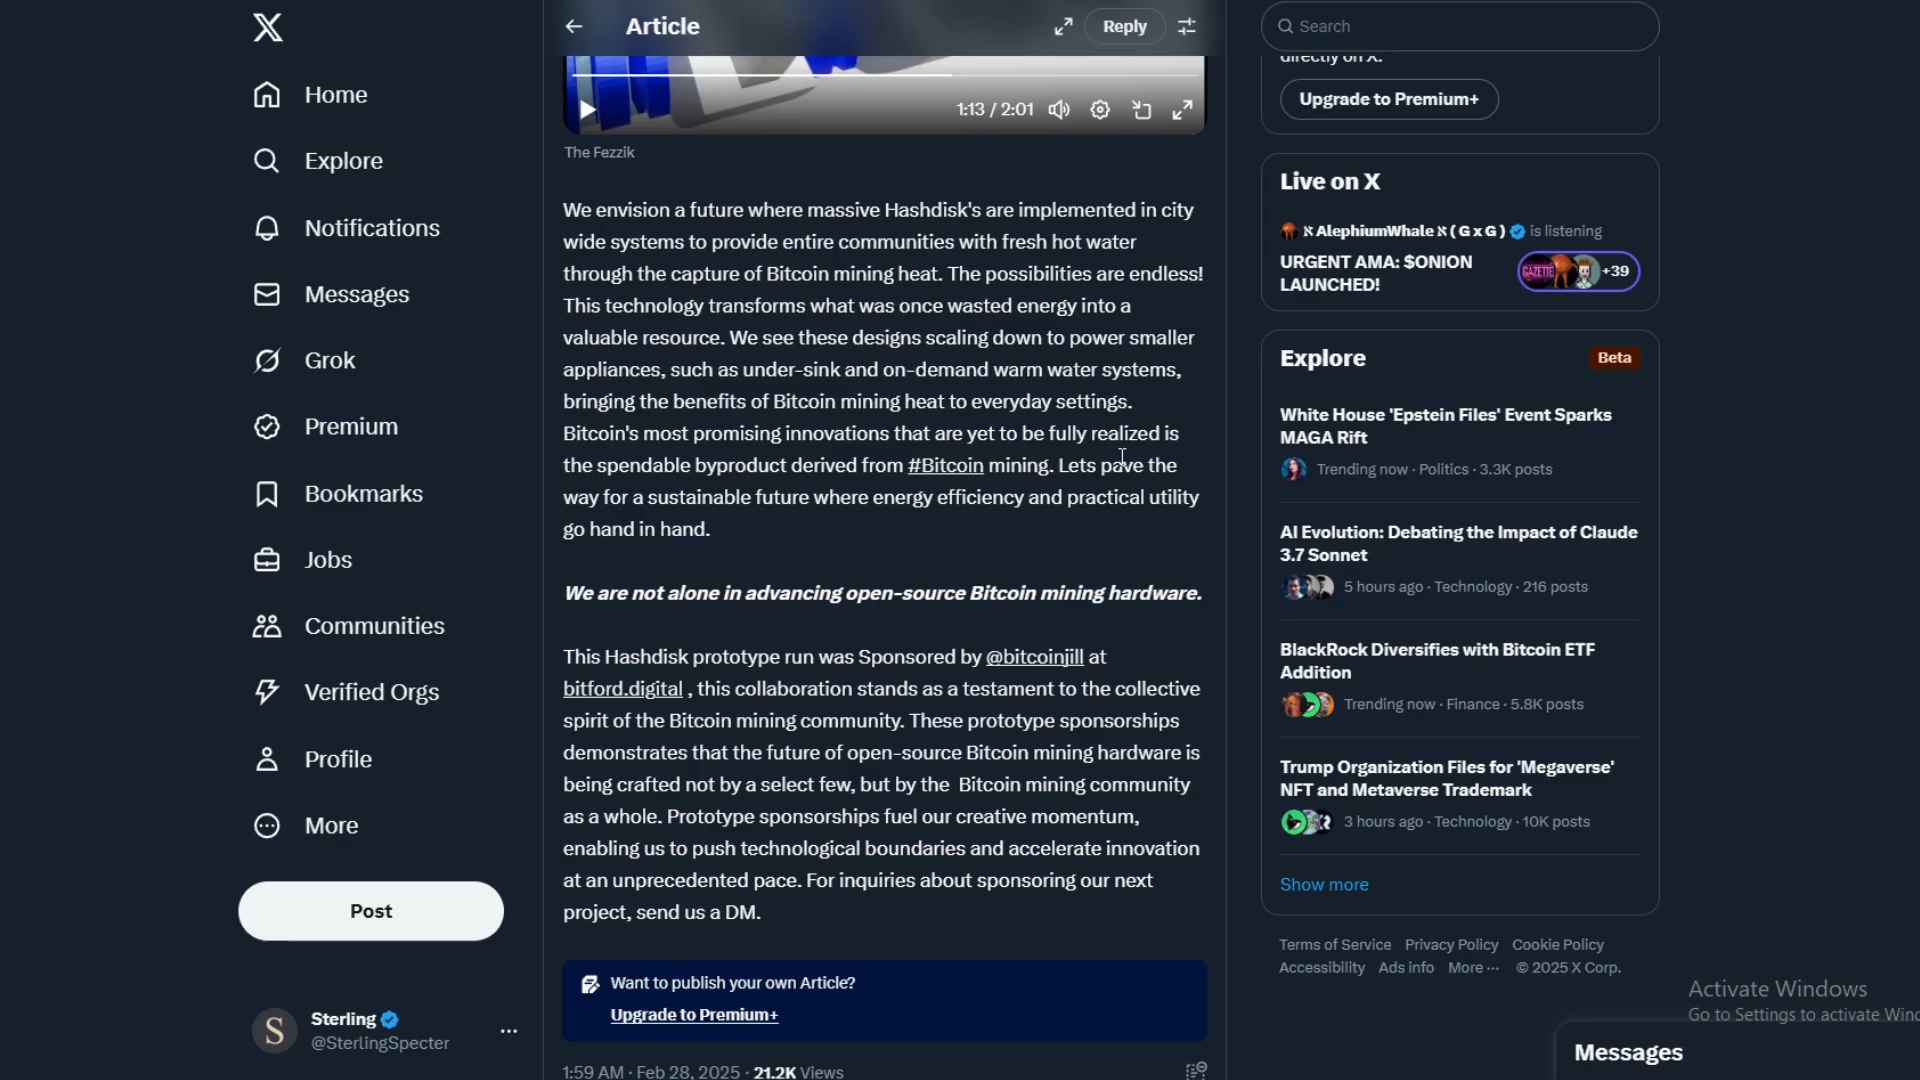 Home
Explore
Notifications
Messages
Grok
Premium
Bookmarks
Jobs
Communities
Verified Orgs
Profile
More
Post
Sterling
@SterlingSpecter
Article
Reply
1:13 / 2:01
The Fezzik
We envision a future where massive Hashdisk's are implemented in city
wide systems to provide entire communities with fresh hot water
through the capture of Bitcoin mining heat. The possibilities are endless!
This technology transforms what was once wasted energy into a
valuable resource. We see these designs scaling down to power smaller
appliances, such as under-sink and on-demand warm water systems,
bringing the benefits of Bitcoin mining heat to everyday settings.
Bitcoin's most promising innovations that are yet to be fully realized is
the spendable byproduct derived from #Bitcoin mining. Lets pave the
way for a sustainable future where energy efficiency and practical utility
go hand in hand.
We are not alone in advancing open-source Bitcoin mining hardware.
This Hashdisk prototype run was Sponsored by @bitcoinjill at
bitford.digital , this collaboration stands as a testament to the collective
spirit of the Bitcoin mining community. These prototype sponsorships
demonstrates that the future of open-source Bitcoin mining hardware is
being crafted not by a select few, but by the Bitcoin mining community
as a whole. Prototype sponsorships fuel our creative momentum,
enabling us to push technological boundaries and accelerate innovation
at an unprecedented pace. For inquiries about sponsoring our next
project, send us a DM.
Want to publish your own Article?
Upgrade to Premium+
1:59 AM · Feb 28, 2025 · 21.2K Views
Search
directly on X.
Upgrade to Premium+
Live on X
ℵ AlephiumWhale ℵ ( G x G ) is listening
URGENT AMA: $ONION
LAUNCHED!
GAZETTE
+39
Explore
Beta
White House 'Epstein Files' Event Sparks
MAGA Rift
Trending now · Politics · 3.3K posts
AI Evolution: Debating the Impact of Claude
3.7 Sonnet
5 hours ago · Technology · 216 posts
BlackRock Diversifies with Bitcoin ETF
Addition
Trending now · Finance · 5.8K posts
Trump Organization Files for 'Megaverse'
NFT and Metaverse Trademark
3 hours ago · Technology · 10K posts
Show more
Terms of Service Privacy Policy Cookie Policy
Accessibility Ads info More ··· © 2025 X Corp.
Activate Windows
Go to Settings to activate Win
Messages